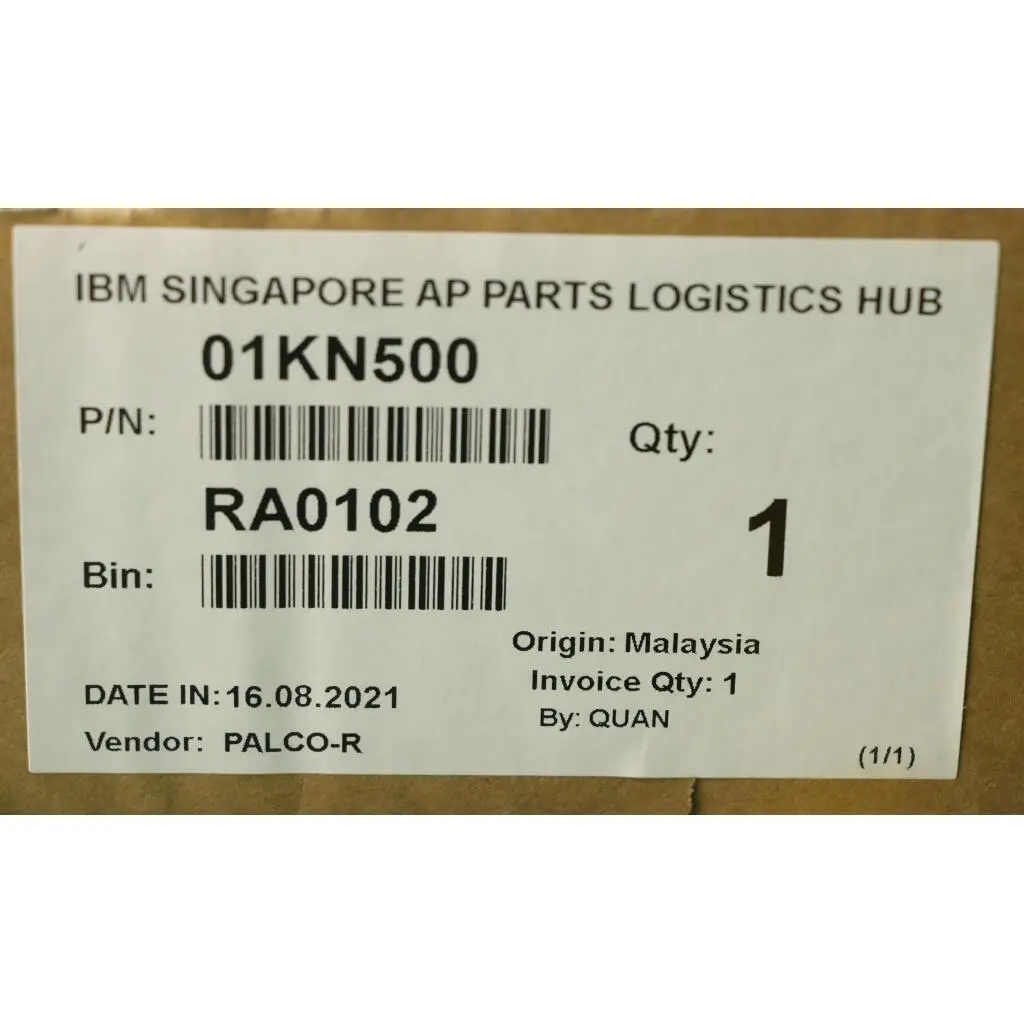 IBM SINGAPORE AP PARTS LOGISTICS HUB
01KN500
P/N:
Qty:
RA0102
1
Bin:
Origin: Malaysia
Invoice Qty: 1
DATE IN:16.08.2021
By: QUAN
Vendor: PALCO-R
(1/1)